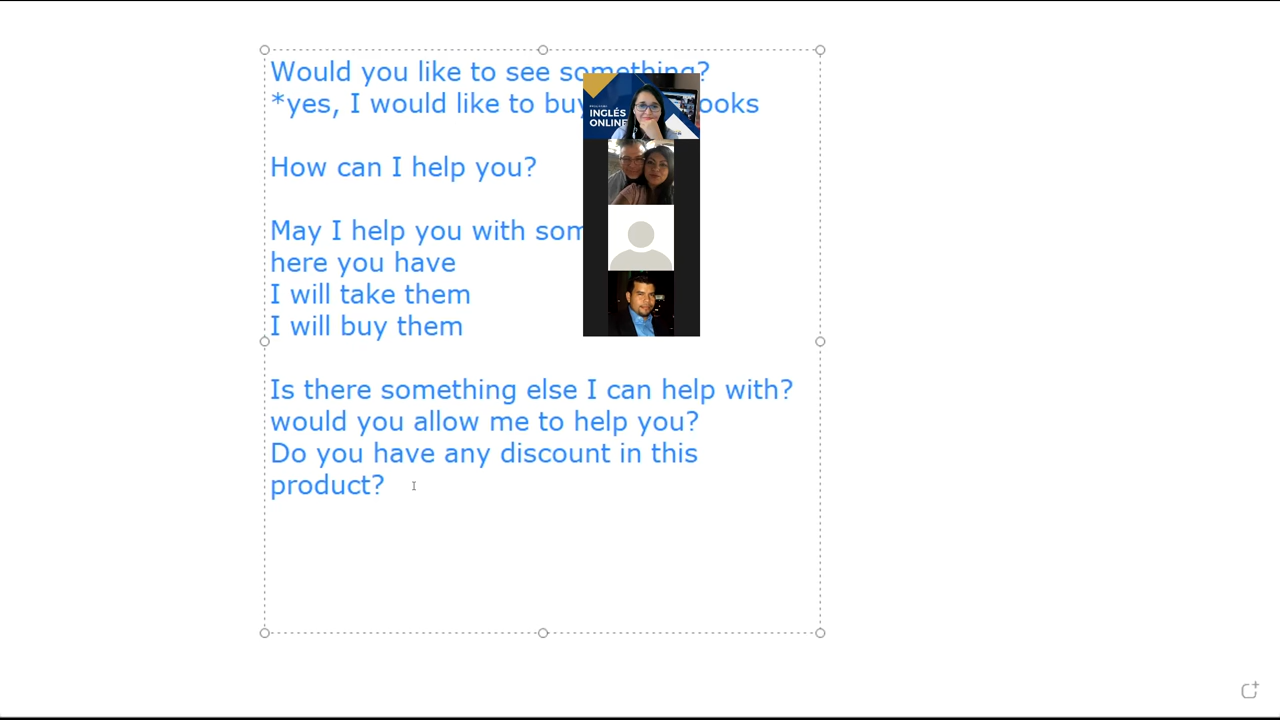 Would you like to see something?
*yes, I would like to buy
How can I help you?
May I help you with
here you have
I will take them
I will buy them
Is there something else I can help with?
would you allow me to help you?
Do you have any discount in this
product?
INGLÉS
ONLINE